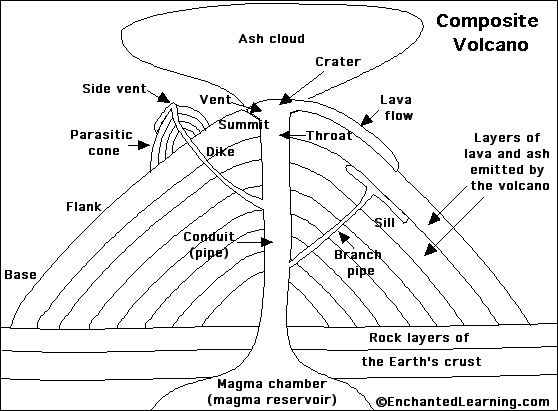 Composite
Volcano
Ash cloud
Crater
Side vent
Vent
Lava
flow
Summit
Throat
Parasitic
cone
Dike
Layers of
lava and ash
emitted by
the volcano
Flank
Sill
Conduit
(pipe)
Branch
pipe
Base
Rock layers of
the Earth's crust
Magma chamber
(magma reservoir)
©EnchantedLearning.com